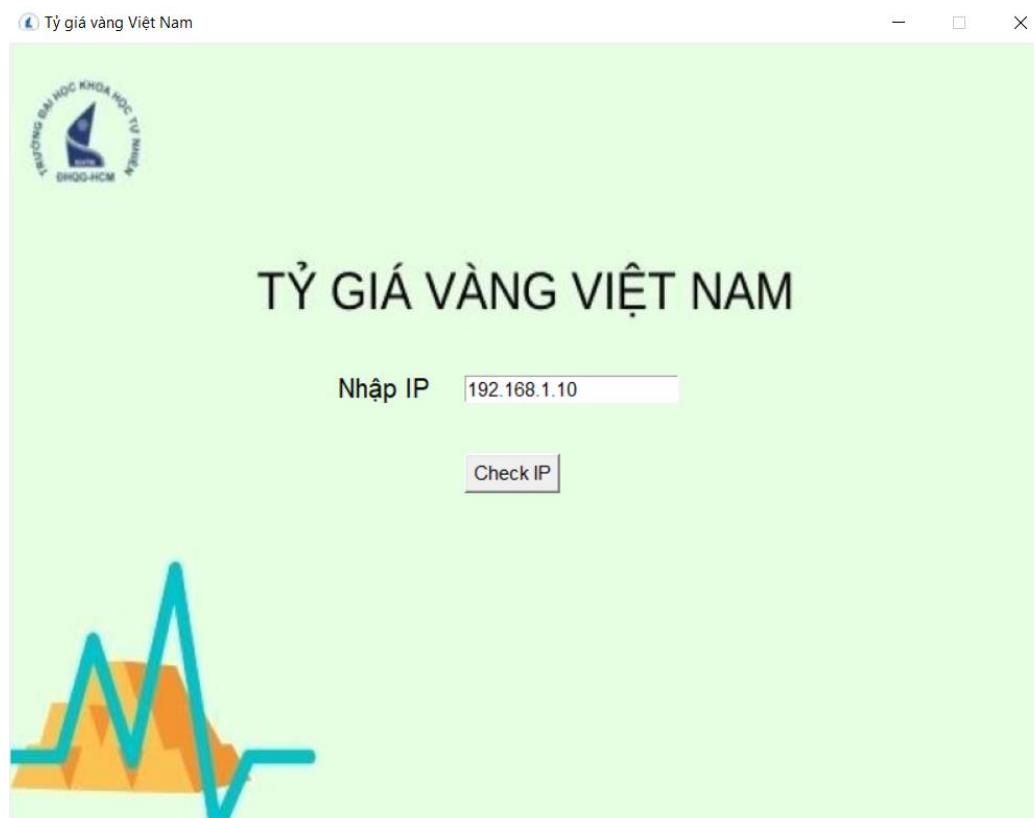 Tỷ giá vàng Việt Nam
TRƯỜNG ĐẠI HỌC KHOA HỌC TỰ NHIÊN
ĐHQG-HCM
TỶ GIÁ VÀNG VIỆT NAM
Nhập IP 192.168.1.10
Check IP